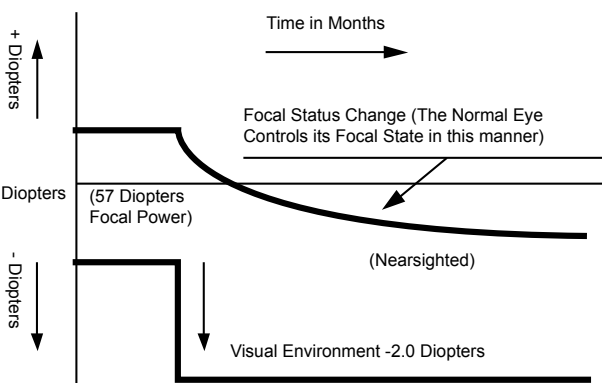 Time in Months
+ Diopters
Focal Status Change (The Normal Eye
Controls its Focal State in this manner)
Diopters
(57 Diopters
Focal Power)
(Nearsighted)
- Diopters
Visual Environment -2.0 Diopters